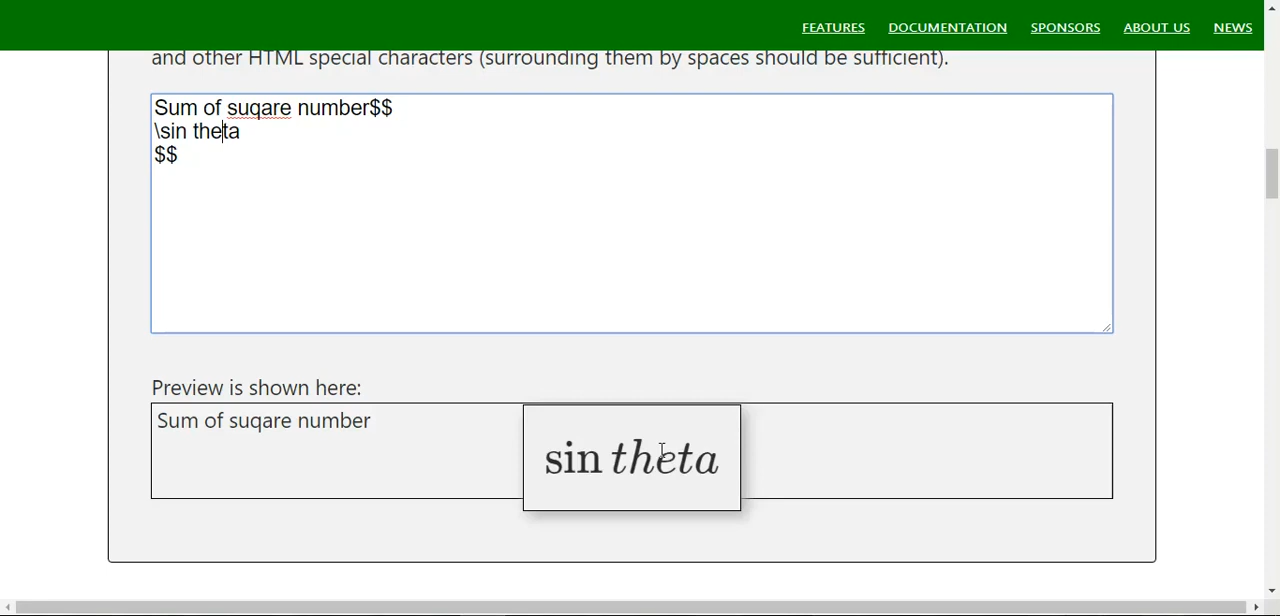 FEATURES DOCUMENTATION SPONSORS ABOUT US NEWS
and other HTML special characters (surrounding them by spaces should be sufficient).
Sum of suqare number$$
\sin theta
$$
Preview is shown here:
Sum of suqare number
sin theta